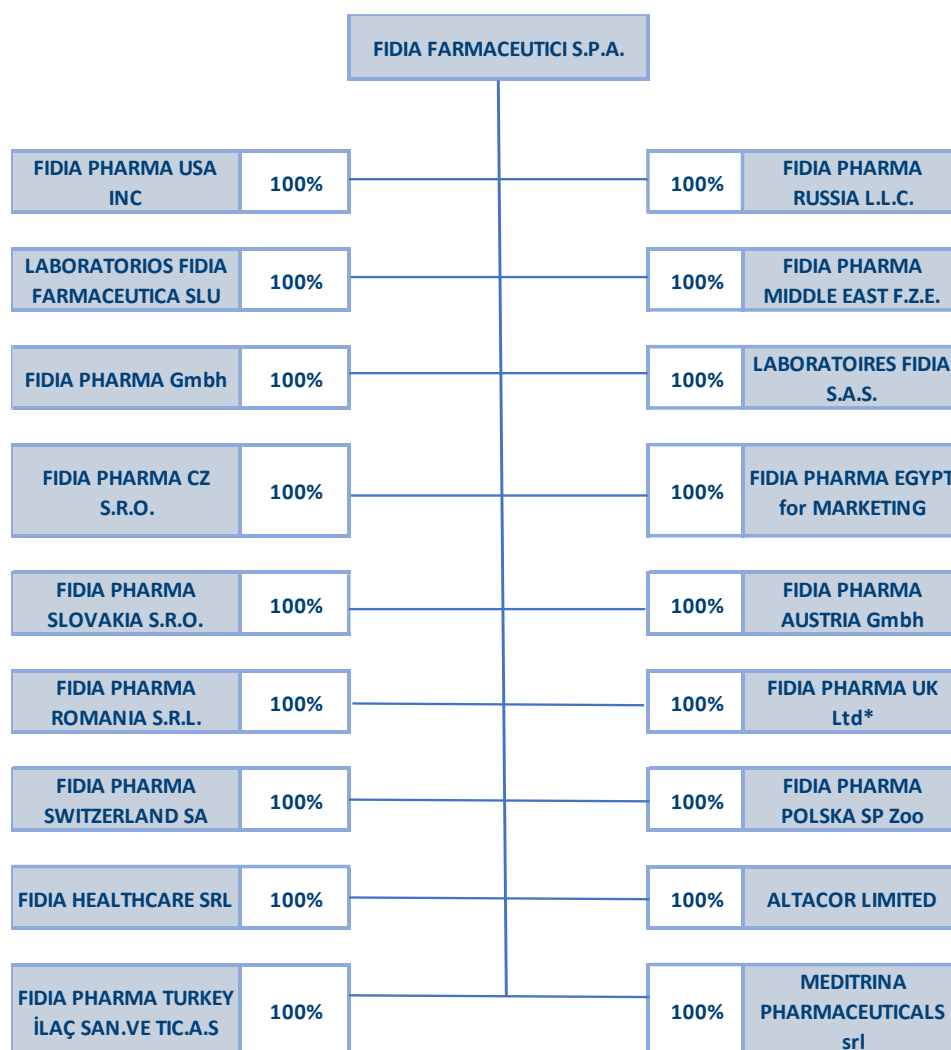 FIDIA FARMACEUTICI S.P.A.
FIDIA PHARMA USA
INC
100%
100%
FIDIA PHARMA
RUSSIA L.L.C.
LABORATORIOS FIDIA
FARMACEUTICA SLU
100%
100%
FIDIA PHARMA
MIDDLE EAST F.Z.E.
FIDIA PHARMA Gmbh
100%
100%
LABORATOIRES FIDIA
S.A.S.
FIDIA PHARMA CZ
S.R.O.
100%
100%
FIDIA PHARMA EGYPT
for MARKETING
FIDIA PHARMA
SLOVAKIA S.R.O.
100%
100%
FIDIA PHARMA
AUSTRIA Gmbh
FIDIA PHARMA
ROMANIA S.R.L.
100%
100%
FIDIA PHARMA UK
Ltd*
FIDIA PHARMA
SWITZERLAND SA
100%
100%
FIDIA PHARMA
POLSKA SP Zoo
FIDIA HEALTHCARE SRL
100%
100%
ALTACOR LIMITED
FIDIA PHARMA TURKEY
İLAÇ SAN.VE TIC.A.S
100%
100%
MEDITRINA
PHARMACEUTICALS
srl